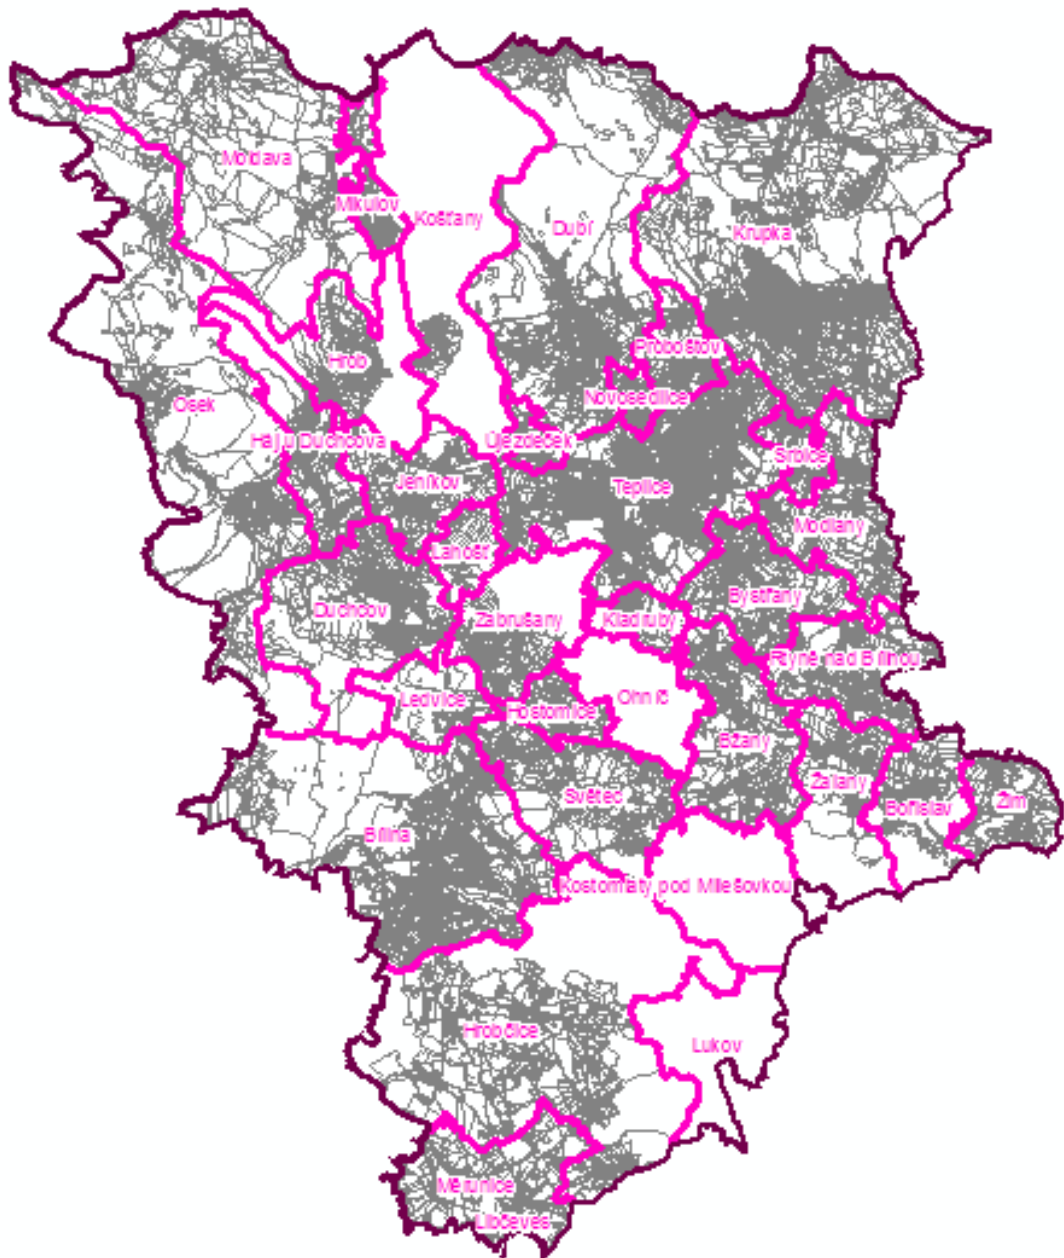 Moldava
Mikulov
Košťany
Dubí
Krupka
Proboštov
Hrob
Novosedlice
Osek
Háj u Duchcova
Újezdeček
Srbice
Jeníkov
Teplice
Modlany
Lahošť
Bystřany
Duchcov
Zabrušany
Kladruby
Rtyně nad Bílinou
Ledvice
Ohníč
Hostomice
Bžany
Žalany
Světec
Bořislav
Žim
Bílina
Kostomlaty pod Milešovkou
Hrobčice
Lukov
Měrunice
Libčeves